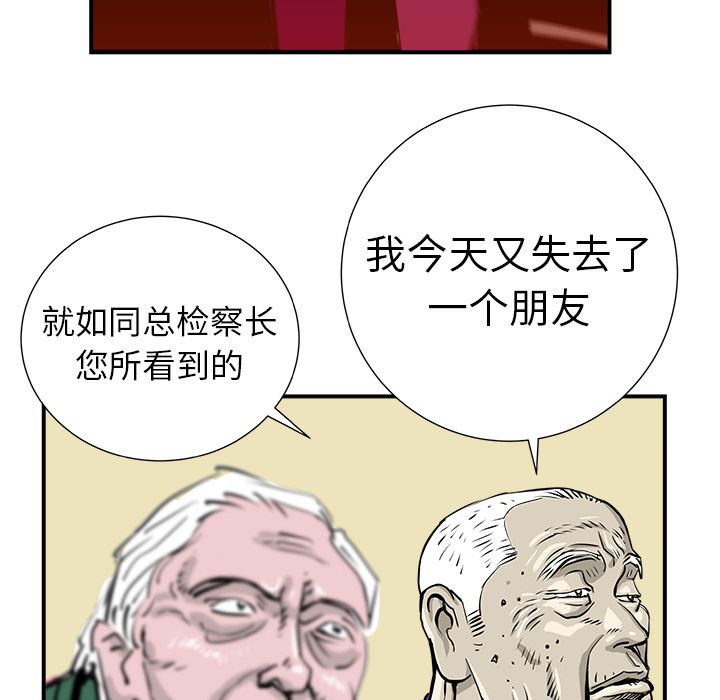 我今天又失去了
一个朋友
就如同总检察长
您所看到的